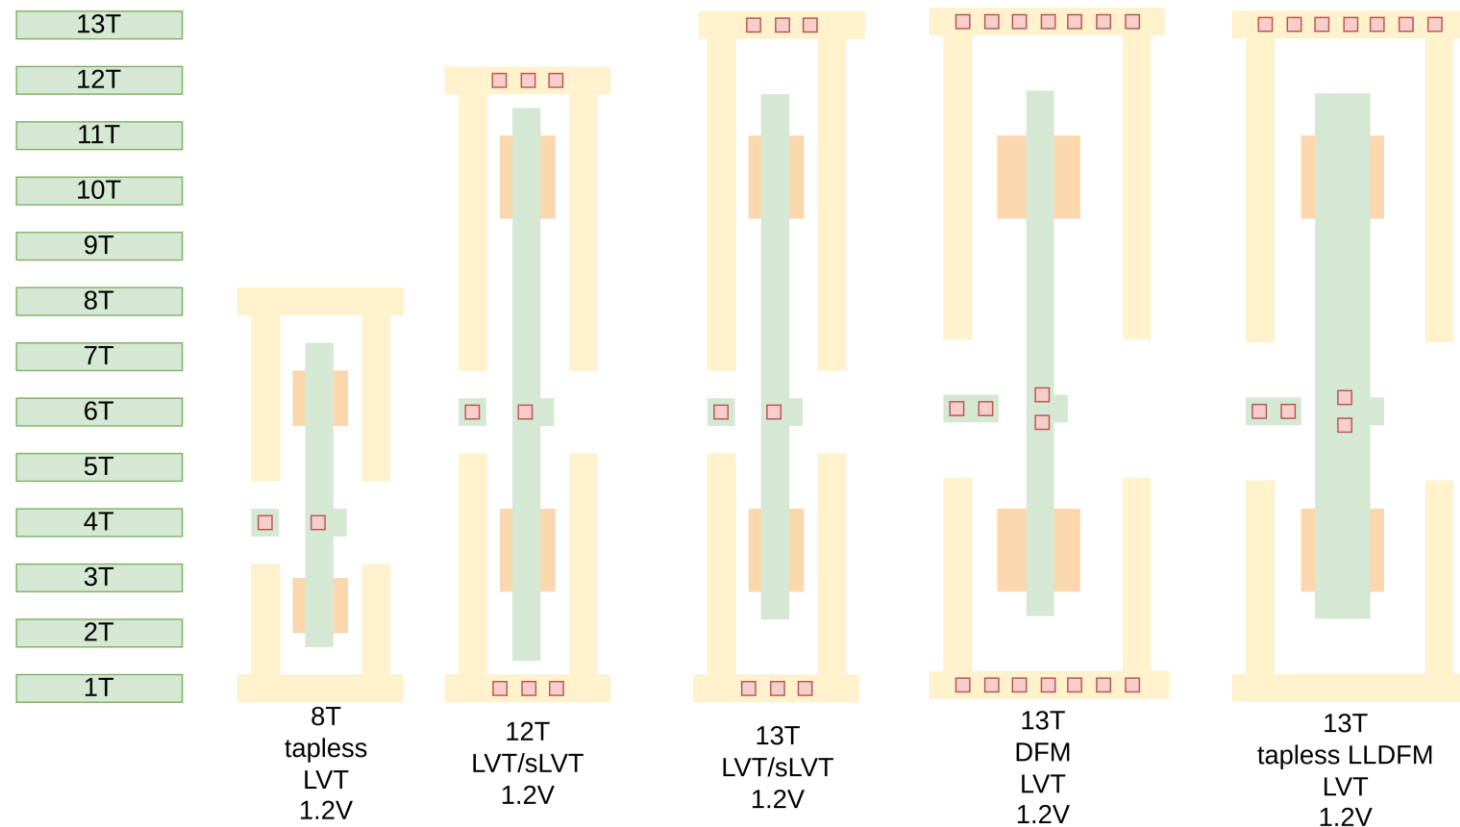 13T
12T
11T
10T
9T
8T
7T
6T
5T
4T
3T
2T
1T
8T
tapless
LVT
1.2V
12T
LVT/sLVT
1.2V
13T
LVT/sLVT
1.2V
13T
DFM
LVT
1.2V
13T
tapless LLDFM
LVT
1.2V